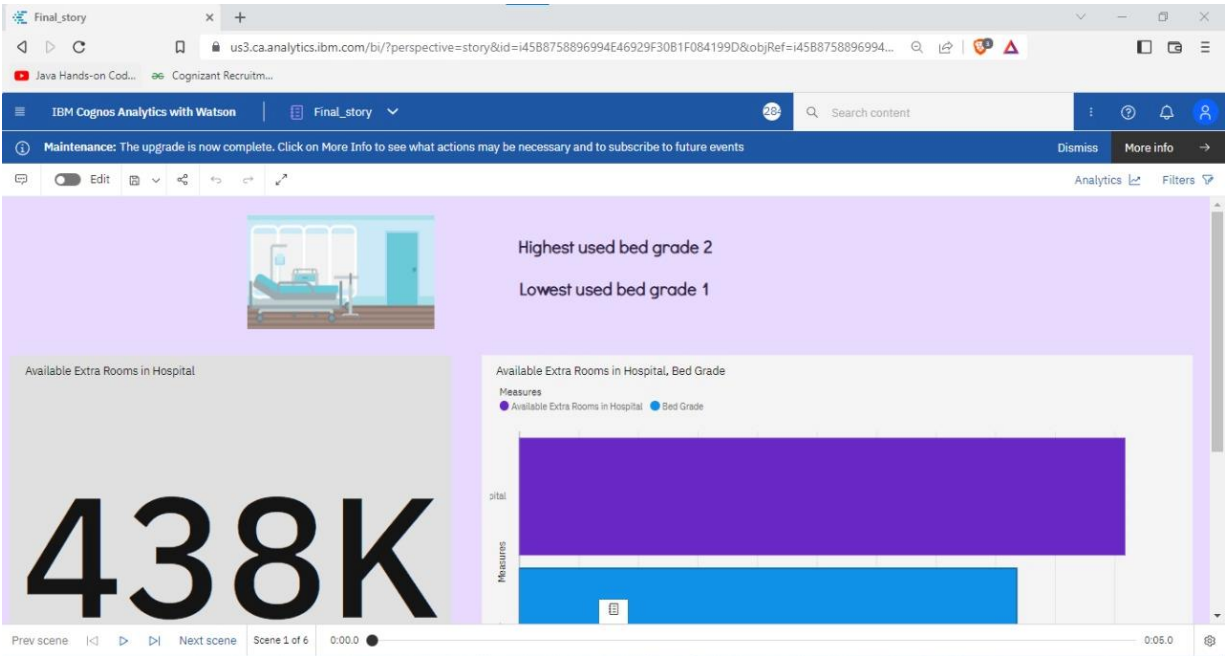 Final_story
us3.ca.analytics.ibm.com/bi/?perspective=story&id=i45B8758896994E46929F30B1F084199D&objRef=i45B8758896994...
Java Hands-on Cod... Cognizant Recruitm...
IBM Cognos Analytics with Watson Final_story Search content
Maintenance: The upgrade is now complete. Click on More Info to see what actions may be necessary and to subscribe to future events Dismiss More info
Edit Analytics Filters
Highest used bed grade 2
Lowest used bed grade 1
Available Extra Rooms in Hospital
438K
Available Extra Rooms in Hospital, Bed Grade
Measures
Available Extra Rooms in Hospital Bed Grade
pital
Measures
Prev scene Next scene Scene 1 of 6 0:00.0 0:05.0